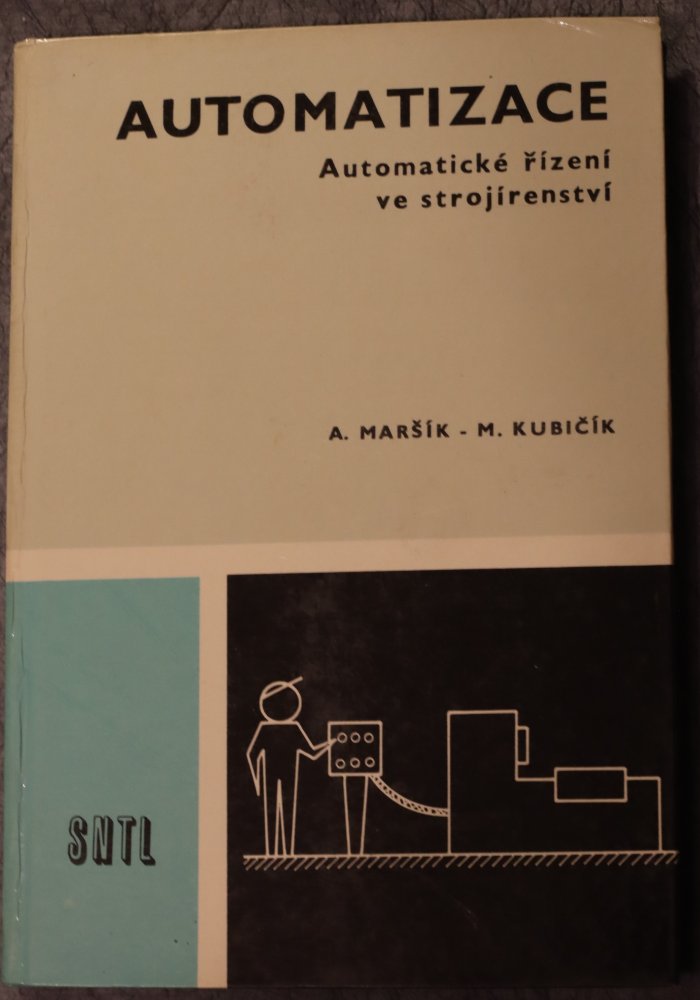 AUTOMATIZACE
Automatické řízení
ve strojírenství
A. MARŠÍK - M. KUBIČÍK
SNTL